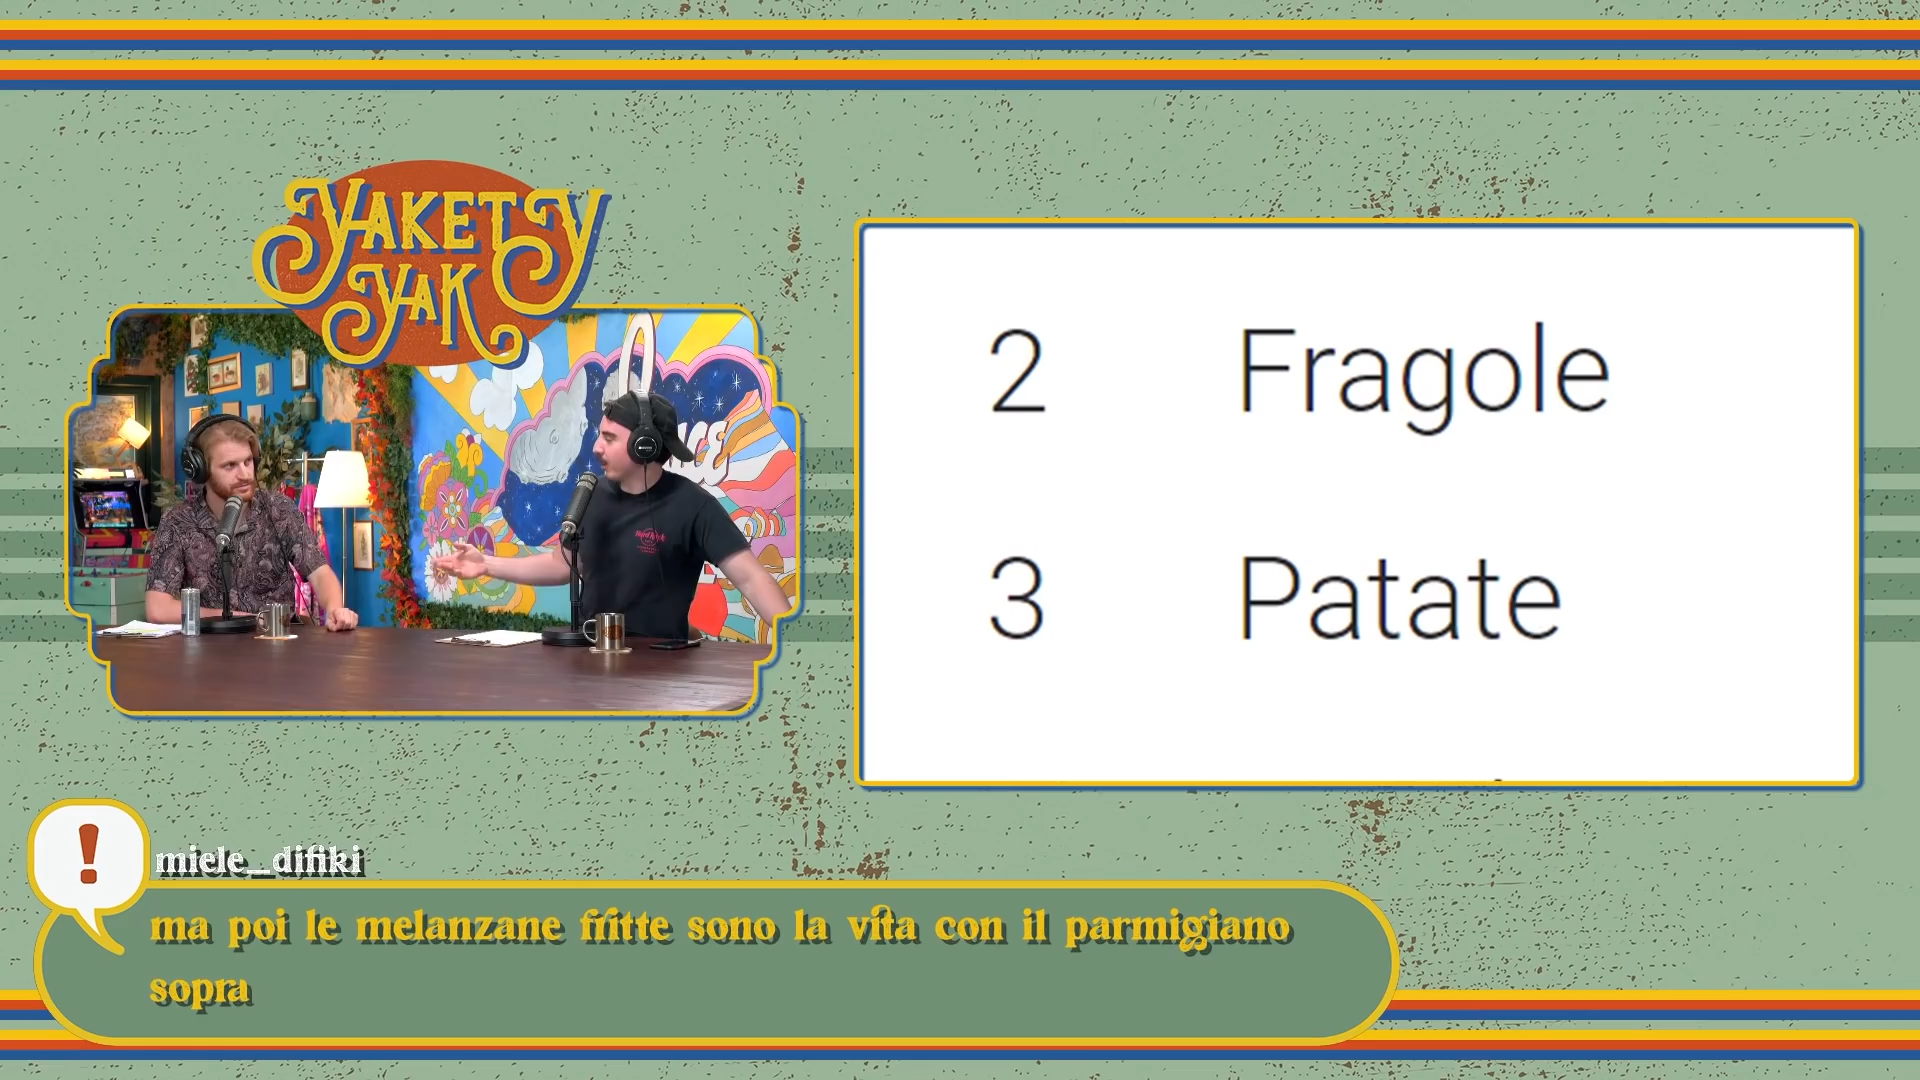 YAKETY
YAK
2 Fragole
3 Patate
miele_difiki
! ma poi le melanzane fritte sono la vita con il parmigiano
sopra